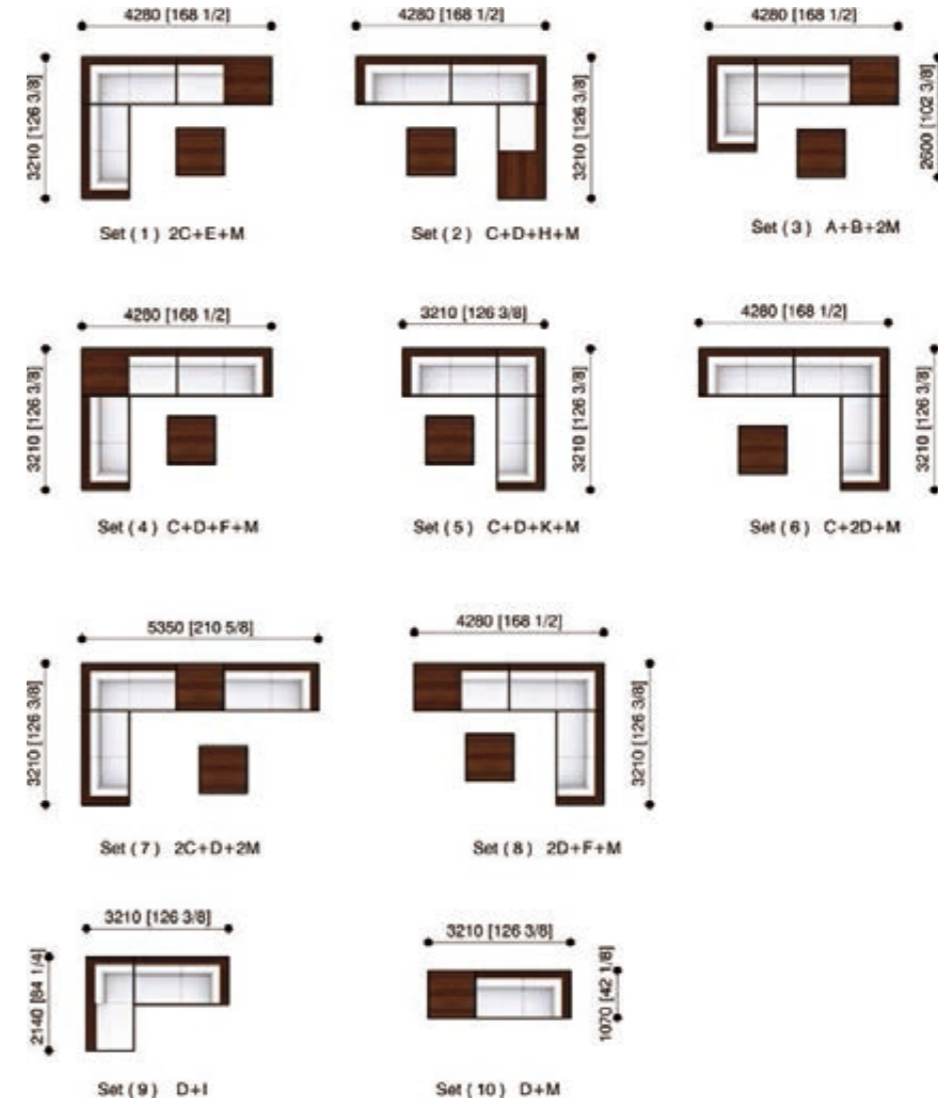 4280 [168 1/2]
4280 [168 1/2]
4280 [168 1/2]
3210 [126 3/8]
3210 [126 3/8]
2600 [102 3/8]
Set ( 1 ) 2C+E+M
Set ( 2 ) C+D+H+M
Set ( 3 ) A+B+2M
4280 [168 1/2]
3210 [126 3/8]
4280 [168 1/2]
3210 [126 3/8]
3210 [126 3/8]
3210 [126 3/8]
Set ( 4 ) C+D+F+M
Set ( 5 ) C+D+K+M
Set ( 6 ) C+2D+M
5350 [210 5/8]
4280 [168 1/2]
3210 [126 3/8]
3210 [126 3/8]
Set ( 7 ) 2C+D+2M
Set ( 8 ) 2D+F+M
3210 [126 3/8]
3210 [126 3/8]
2140 [84 1/4]
1070 [42 1/8]
Set ( 9 ) D+I
Set ( 10 ) D+M